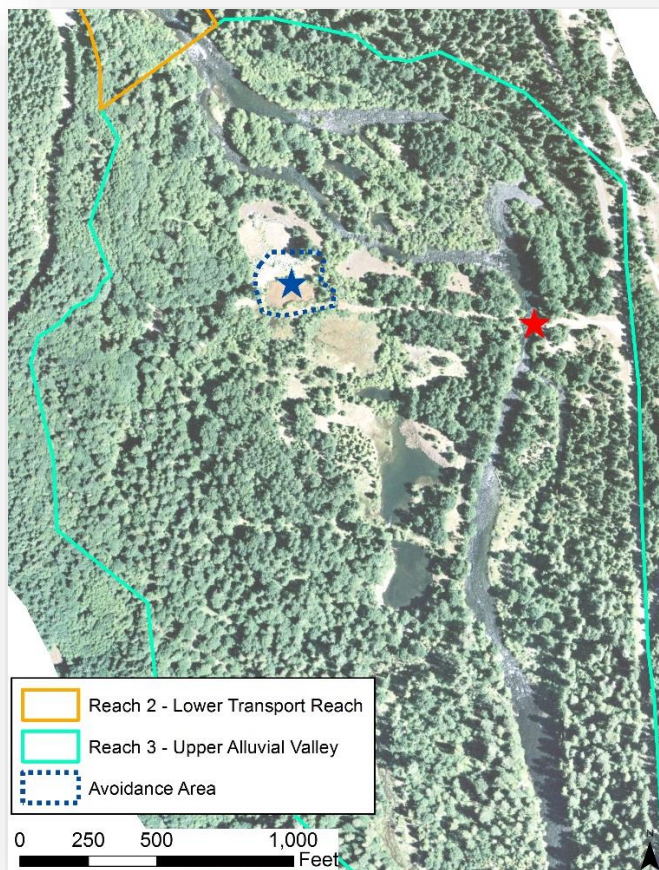 Reach 2 - Lower Transport Reach
Reach 3 - Upper Alluvial Valley
Avoidance Area
0 250 500 1,000
Feet
N